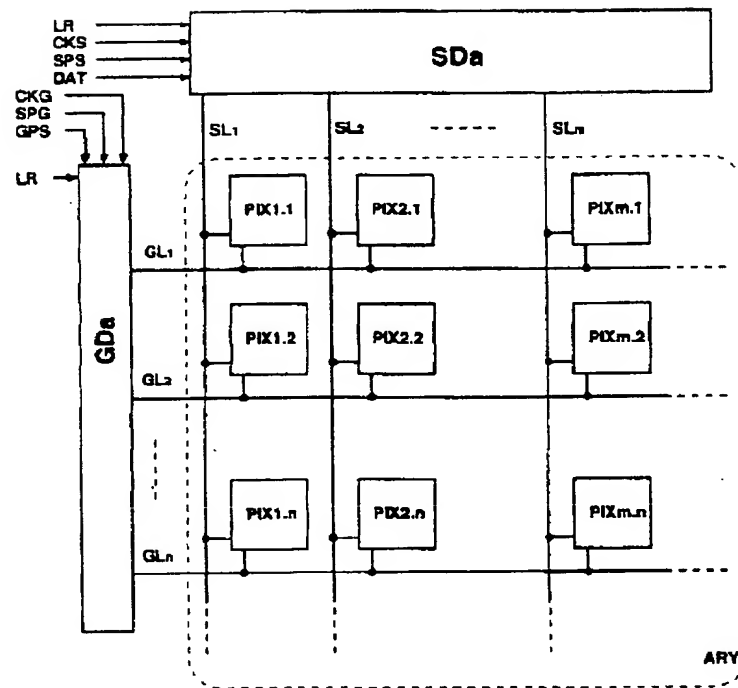 LR
CKS
SPS
DAT
SDa
CKG
SPG
GPS
LR
SL1
SL2
SLm
PIX1.1
PIX2.1
PIXm.1
GL1
GDa
PIX1.2
PIX2.2
PIXm.2
GL2
PIX1.n
PIX2.n
PIXm.n
GLn
ARY